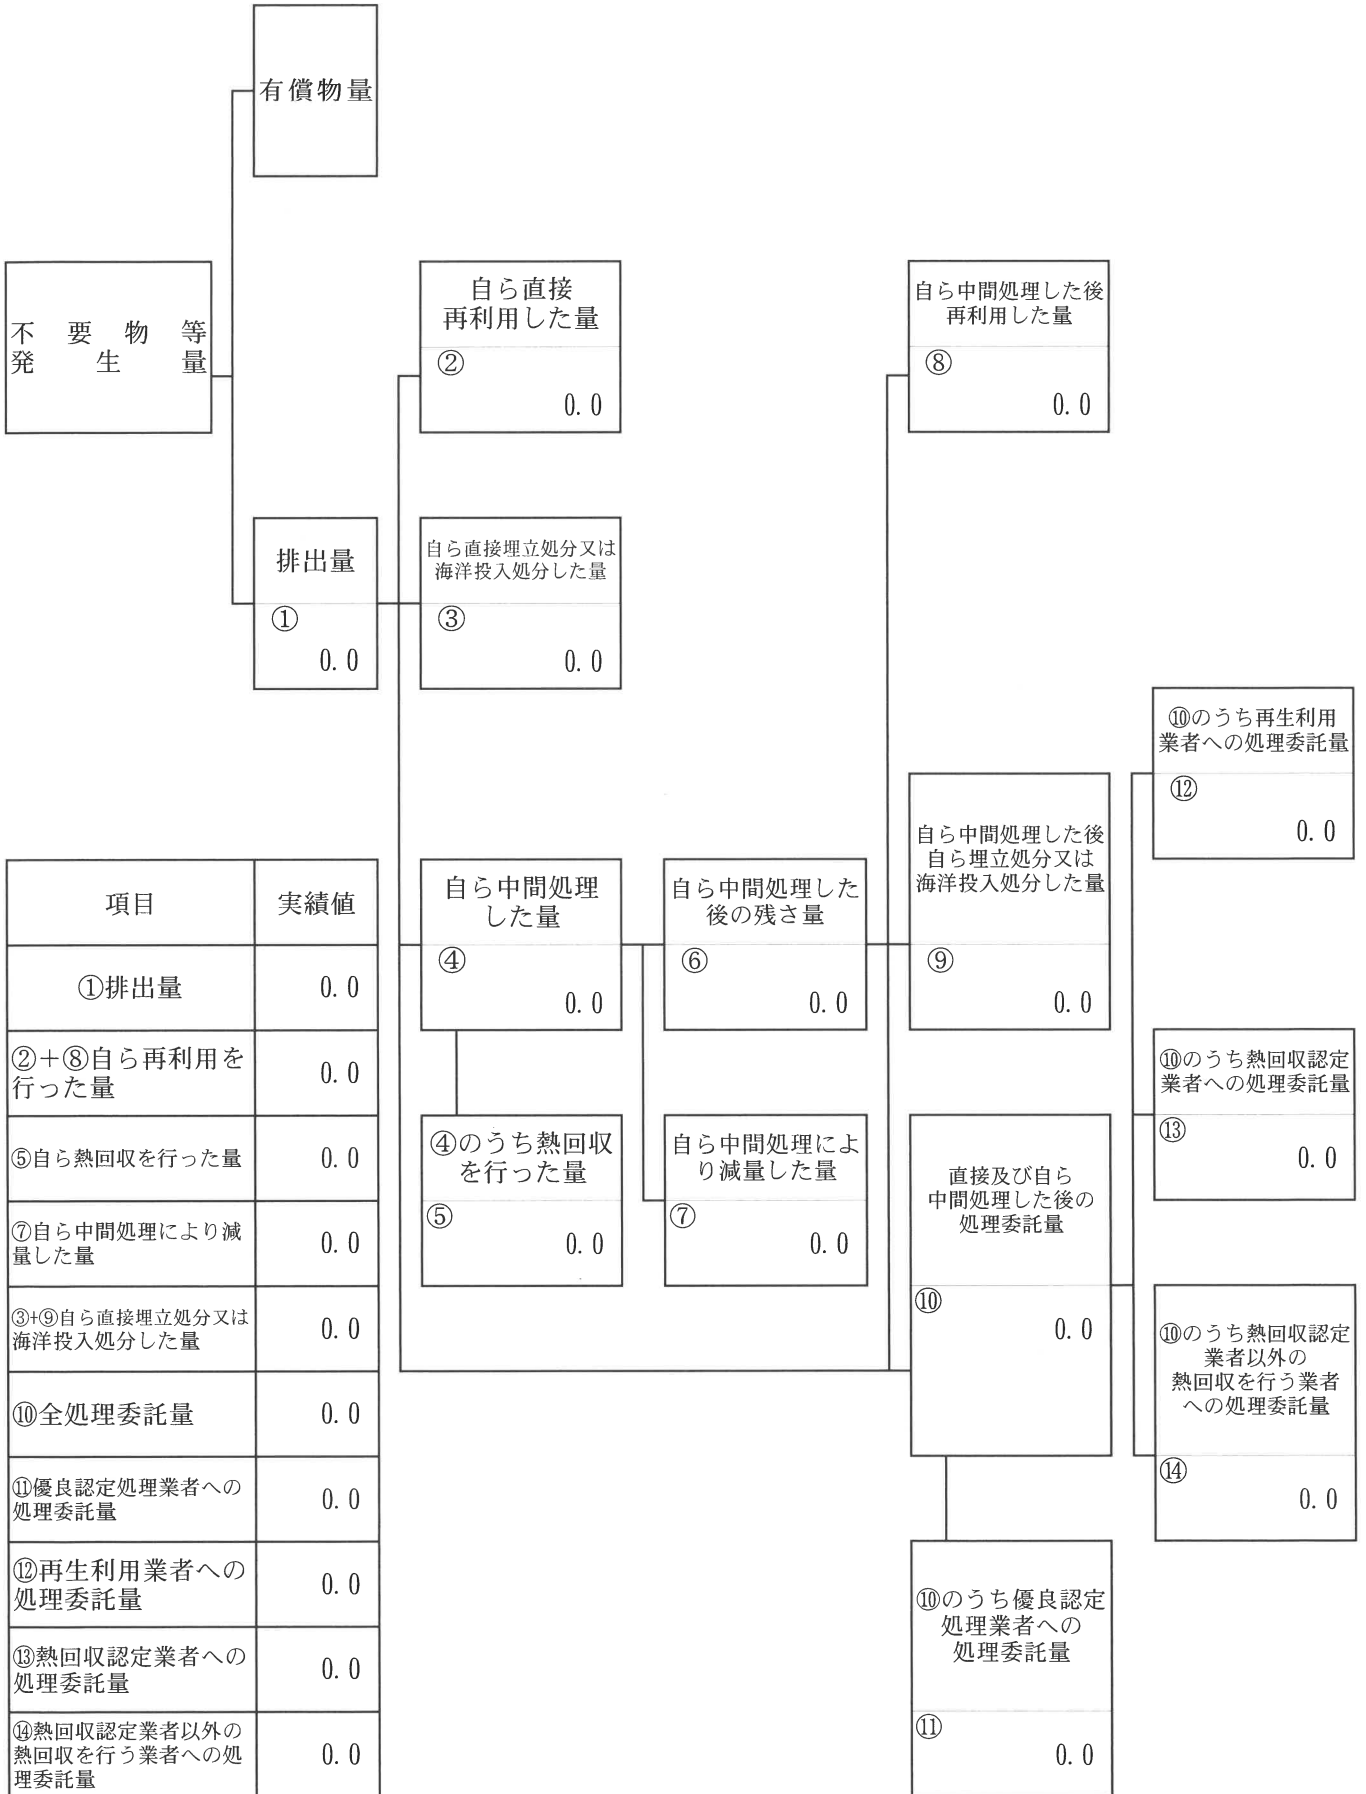 有償物量
不要物等
発生量
自ら直接
再利用した量
②
0.0
自ら中間処理した後
再利用した量
⑧
0.0
排出量
①
0.0
自ら直接埋立処分又は
海洋投入処分した量
③
0.0
⑩のうち再生利用
業者への処理委託量
⑫
0.0
自ら中間処理した量
④
0.0
自ら中間処理した
後の残さ量
⑥
0.0
自ら中間処理した後
自ら埋立処分又は
海洋投入処分した量
⑨
0.0
⑩のうち熱回収認定
業者への処理委託量
⑬
0.0
④のうち熱回収
を行った量
⑤
0.0
自ら中間処理によ
り減量した量
⑦
0.0
直接及び自ら
中間処理した後の
処理委託量
⑩
0.0
⑩のうち熱回収認定
業者以外の
熱回収を行う業者
への処理委託量
⑭
0.0
⑩のうち優良認定
処理業者への
処理委託量
⑪
0.0
項目 実績値
①排出量 0.0
②+⑧自ら再利用を
行った量 0.0
⑤自ら熱回収を行った量 0.0
⑦自ら中間処理により減
量した量 0.0
③+⑨自ら直接埋立処分又は
海洋投入処分した量 0.0
⑩全処理委託量 0.0
⑪優良認定処理業者への
処理委託量 0.0
⑫再生利用業者への
処理委託量 0.0
⑬熱回収認定業者への
処理委託量 0.0
⑭熱回収認定業者以外の
熱回収を行う業者への処
理委託量 0.0